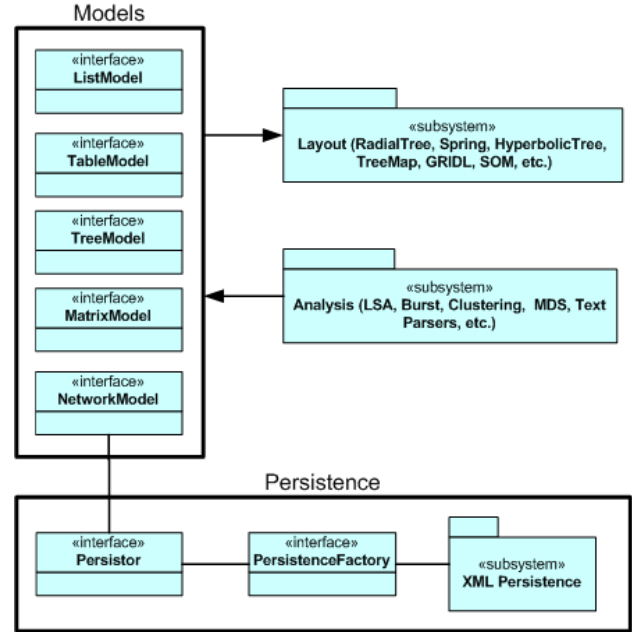 Models
«interface»
ListModel
«interface»
TableModel
«interface»
TreeModel
«interface»
MatrixModel
«interface»
NetworkModel
«subsystem»
Layout (RadialTree, Spring, HyperbolicTree,
TreeMap, GRIDL, SOM, etc.)
«subsystem»
Analysis (LSA, Burst, Clustering, MDS, Text
Parsers, etc.)
Persistence
«interface»
Persistor
«interface»
PersistenceFactory
«subsystem»
XML Persistence